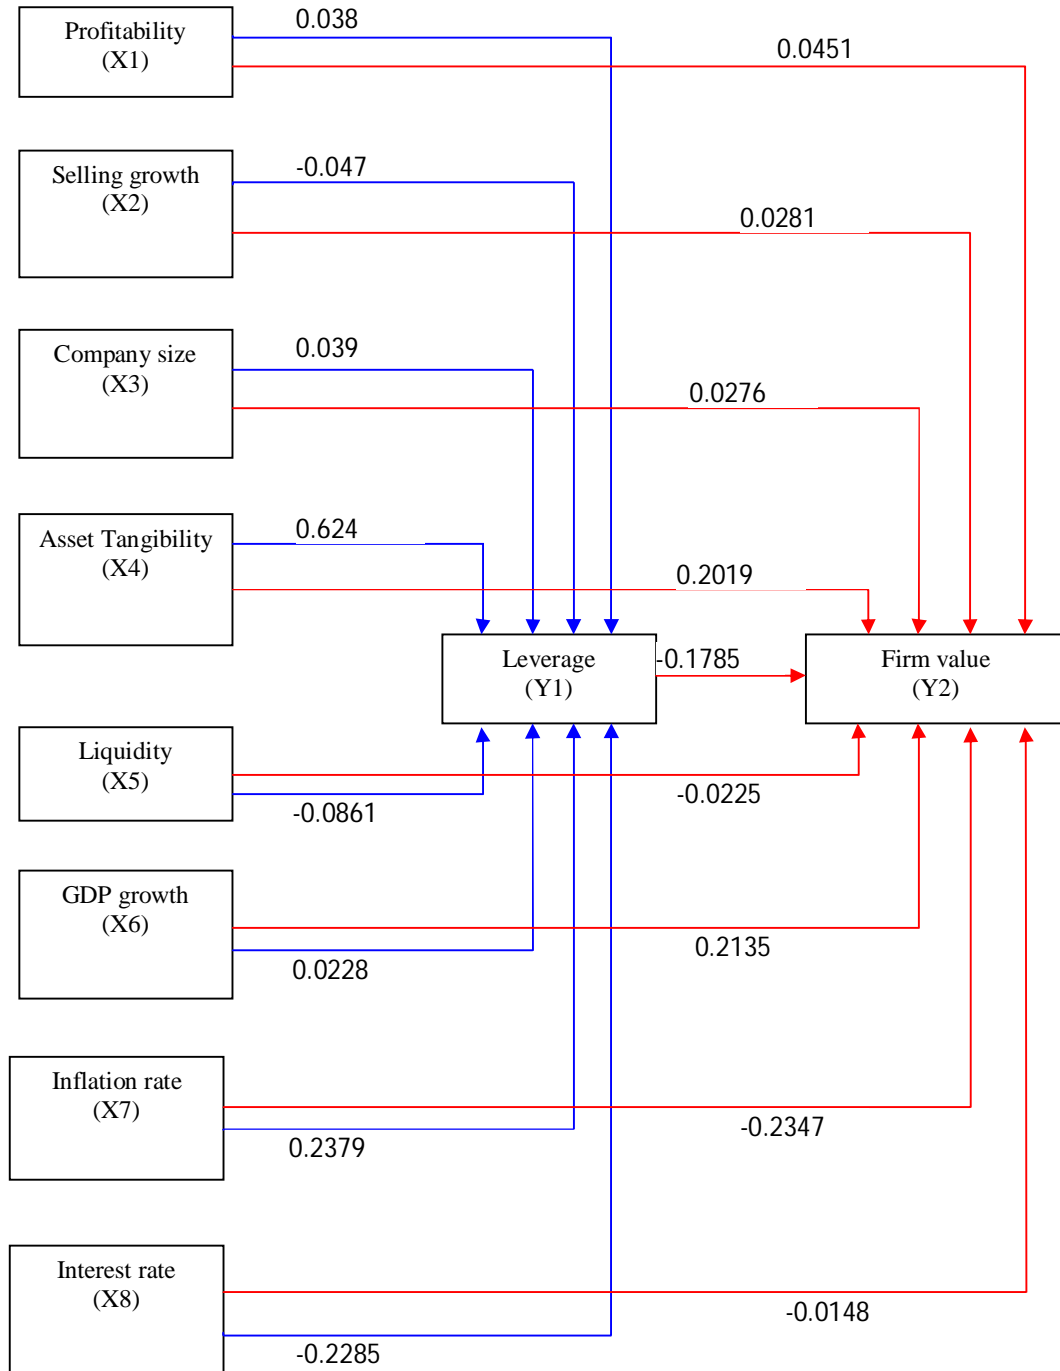 Profitability
(X1)
0.038
0.0451
Selling growth
(X2)
-0.047
0.0281
Company size
(X3)
0.039
0.0276
Asset Tangibility
(X4)
0.624
0.2019
Leverage
(Y1)
-0.1785
Firm value
(Y2)
Liquidity
(X5)
-0.0861
-0.0225
GDP growth
(X6)
0.0228
0.2135
Inflation rate
(X7)
0.2379
-0.2347
Interest rate
(X8)
-0.0148
-0.2285